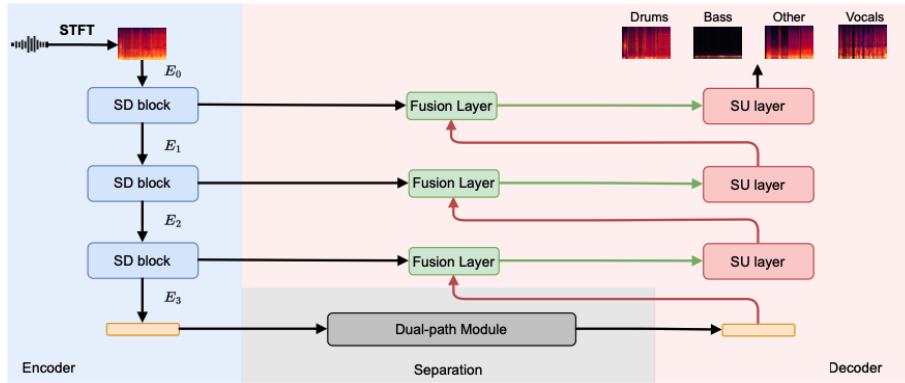 Drums Bass Other Vocals
STFT
E₀
SD block Fusion Layer SU layer
E₁
SD block Fusion Layer SU layer
E₂
SD block Fusion Layer SU layer
E₃
Dual-path Module
Encoder Separation Decoder